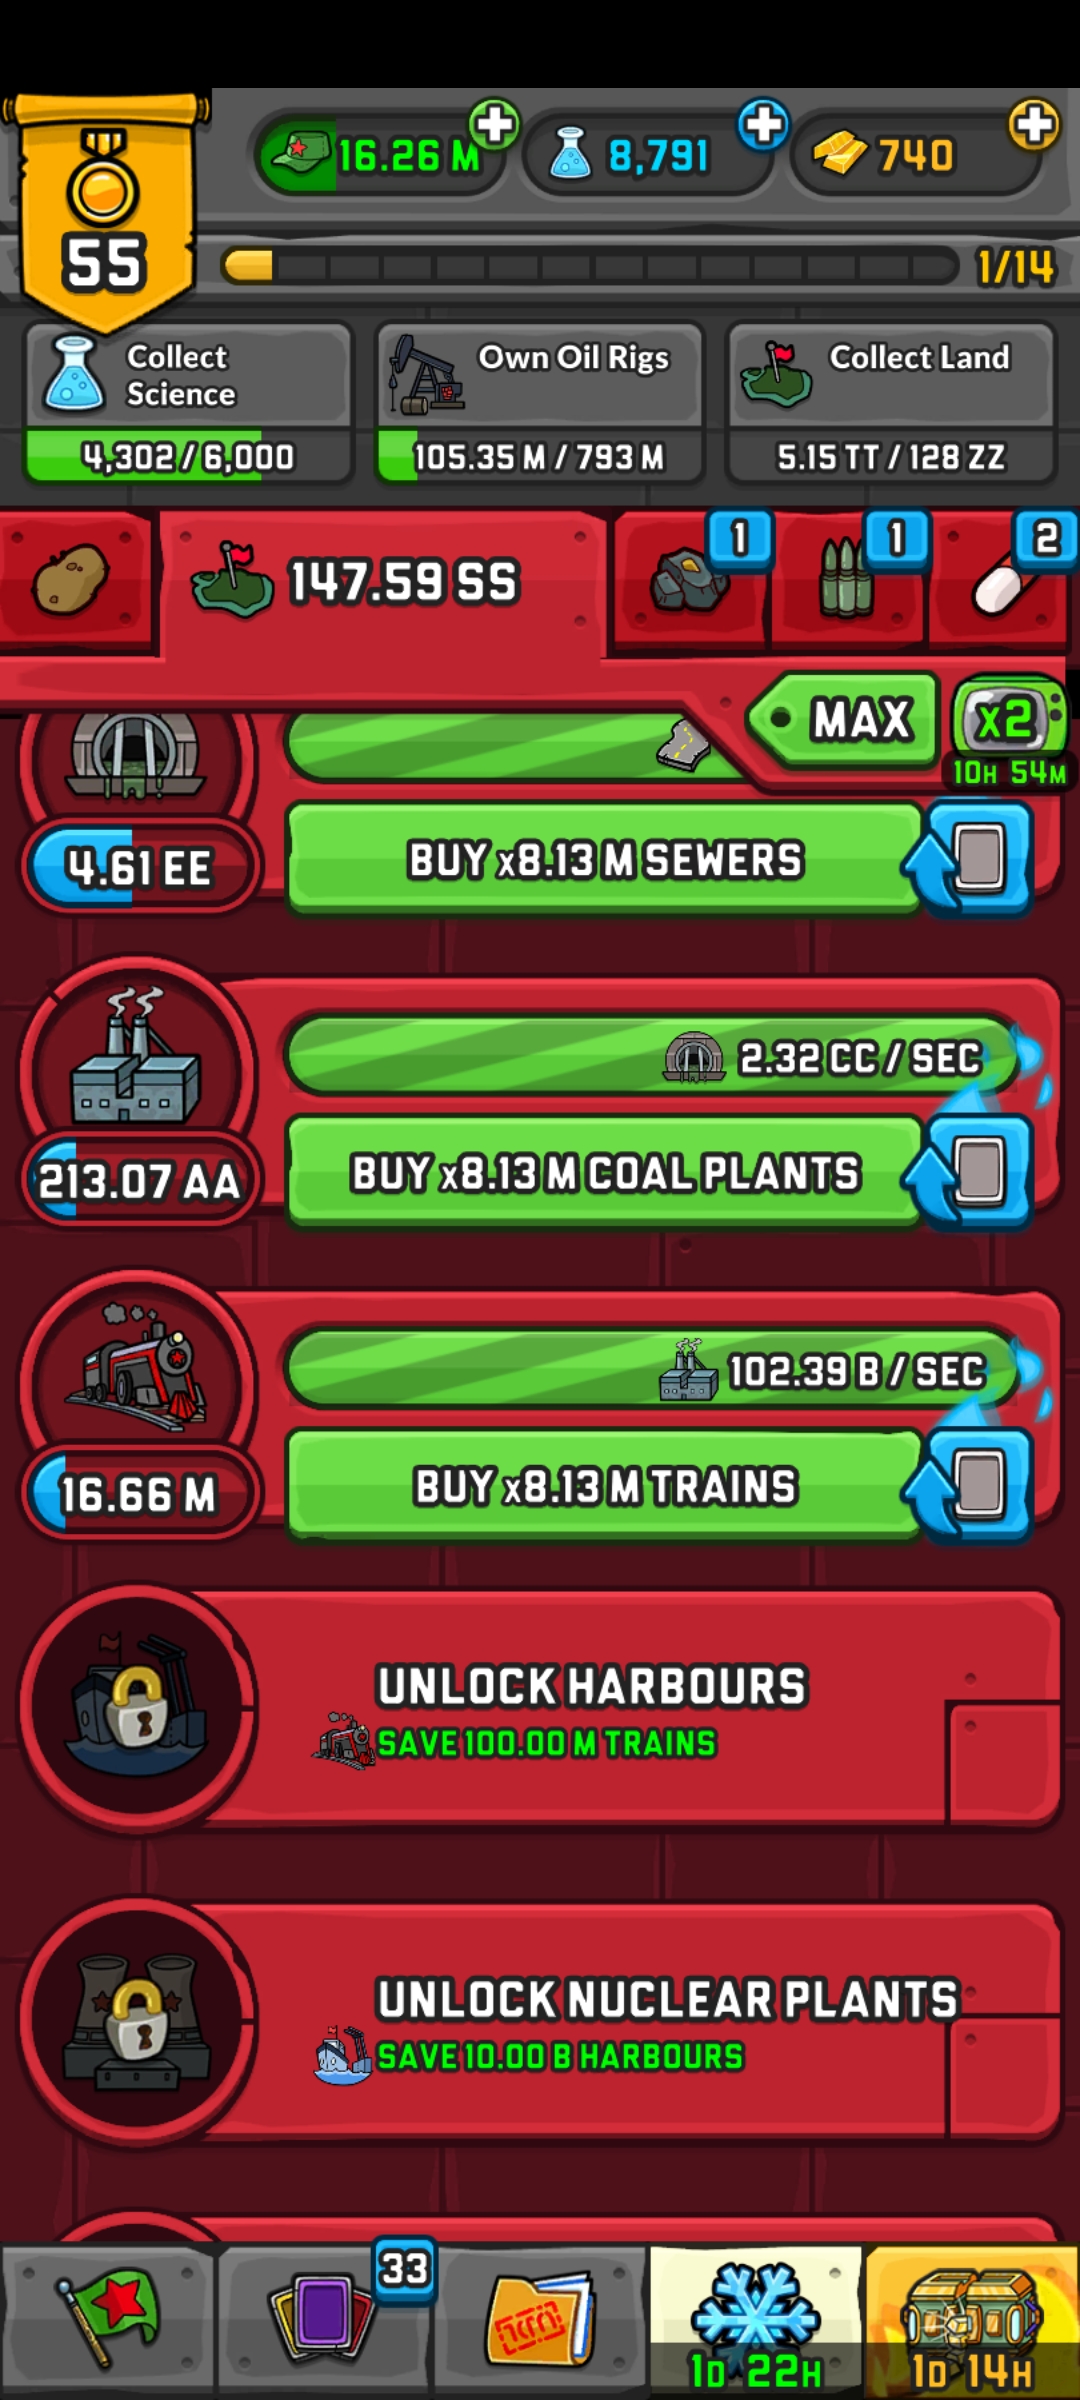 16.26 M
8,791
740
55
1/14
Collect
Science
4,302 / 6,000
Own Oil Rigs
105.35 M / 793 M
Collect Land
5.15 TT / 128 ZZ
147.59 SS
1
1
2
MAX
x2
10H 54M
4.61 EE
BUY x8.13 M SEWERS
2.32 CC / SEC
213.07 AA
BUY x8.13 M COAL PLANTS
102.39 B / SEC
16.66 M
BUY x8.13 M TRAINS
UNLOCK HARBOURS
SAVE 100.00 M TRAINS
UNLOCK NUCLEAR PLANTS
SAVE 10.00 B HARBOURS
33
1D 22H
1D 14H